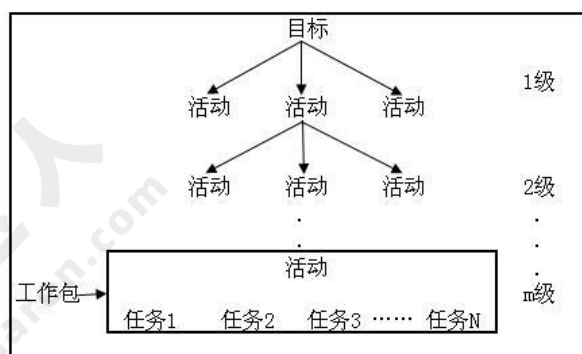 目标
1级
活动 活动 活动
活动 活动 活动 2级
活动
工作包 m级
任务1 任务2 任务3 …… 任务N